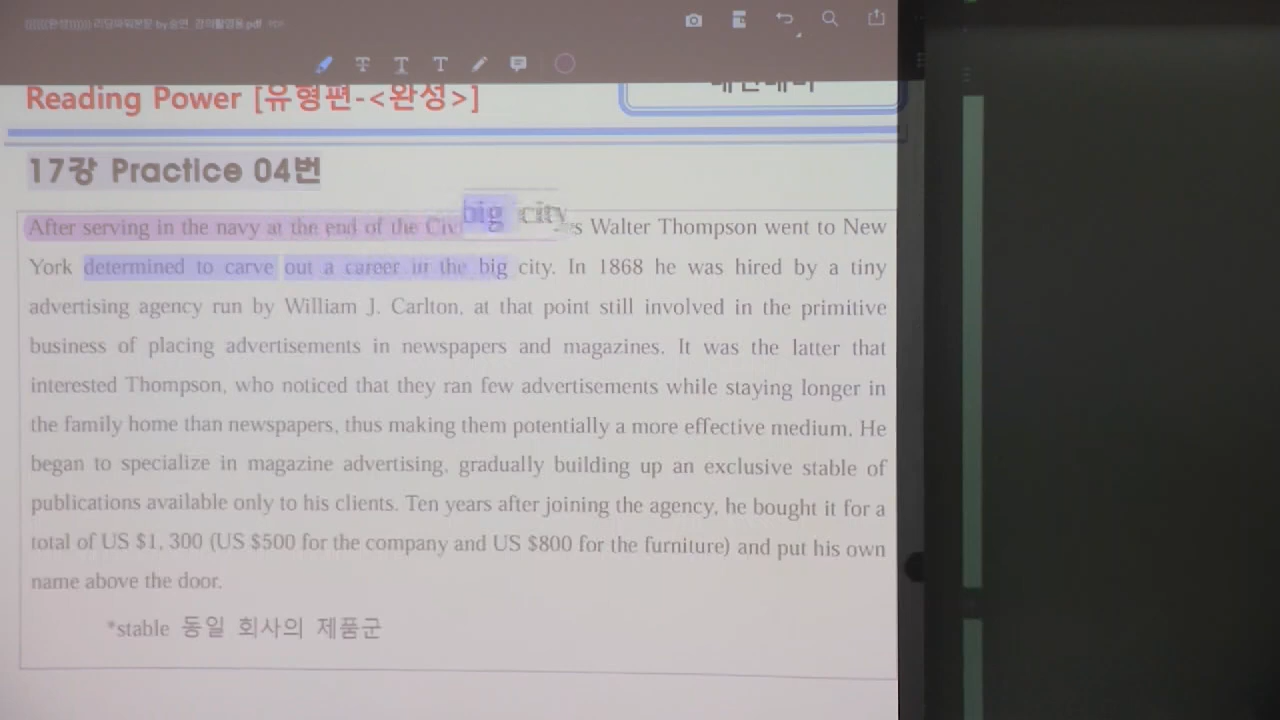 Reading Power [유형편-<완성>]
17강 Practice 04번
big city
After serving in the navy at the end of the Civ s Walter Thompson went to New
York determined to carve out a career in the big city. In 1868 he was hired by a tiny
advertising agency run by William J. Carlton, at that point still involved in the primitive
business of placing advertisements in newspapers and magazines. It was the latter that
interested Thompson, who noticed that they ran few advertisements while staying longer in
the family home than newspapers, thus making them potentially a more effective medium. He
began to specialize in magazine advertising, gradually building up an exclusive stable of
publications available only to his clients. Ten years after joining the agency, he bought it for a
total of US $1, 300 (US $500 for the company and US $800 for the furniture) and put his own
name above the door.
*stable 동일 회사의 제품군